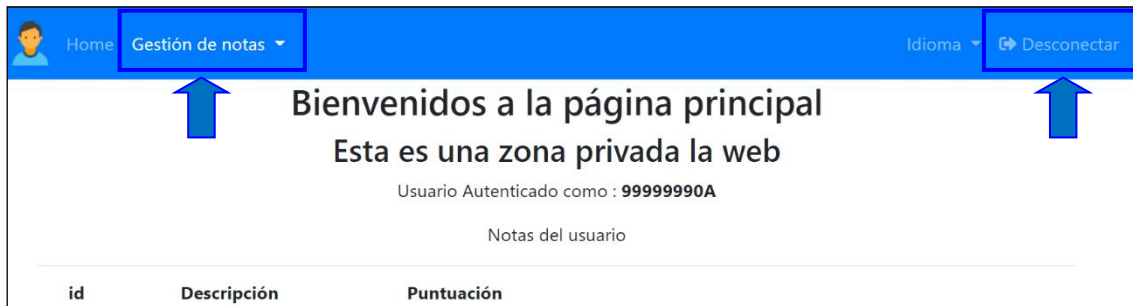 Home Gestión de notas Idioma Desconectar
Bienvenidos a la página principal
Esta es una zona privada la web
Usuario Autenticado como : 99999990A
Notas del usuario
id Descripción Puntuación